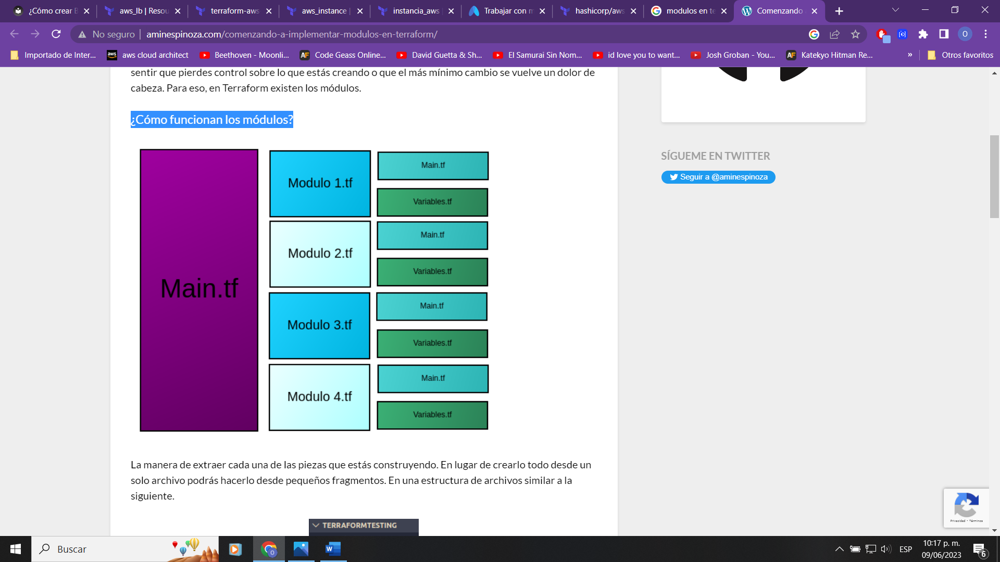 ¿Cómo crear B
aws_lb | Resou
terraform-aws
aws_instance |
instancia_aws
Trabajar con m
hashicorp/aws
modulos en te
Comenzando
No seguro | aminespinoza.com/comenzando-a-implementar-modulos-en-terraform/
O
Importado de Inter...
aws cloud architect
Beethoven - Moonli...
Code Geass Online...
David Guetta & Sh...
El Samurai Sin Nom...
id love you to want...
Josh Groban - You...
Katekyo Hitman Re...
»
Otros favoritos
sentir que pierdes control sobre lo que estás creando o que el más mínimo cambio se vuelve un dolor de
cabeza. Para eso, en Terraform existen los módulos.
¿Cómo funcionan los módulos?
Main.tf
Modulo 1.tf
Main.tf
Variables.tf
Modulo 2.tf
Main.tf
Variables.tf
Modulo 3.tf
Main.tf
Variables.tf
Modulo 4.tf
Main.tf
Variables.tf
La manera de extraer cada una de las piezas que estás construyendo. En lugar de crearlo todo desde un
solo archivo podrás hacerlo desde pequeños fragmentos. En una estructura de archivos similar a la
siguiente.
TERRAFORMTESTING
SÍGUEME EN TWITTER
Seguir a @aminespinoza
Privacidad • Términos
Buscar
ESP
10:17 p. m.
09/06/2023
6